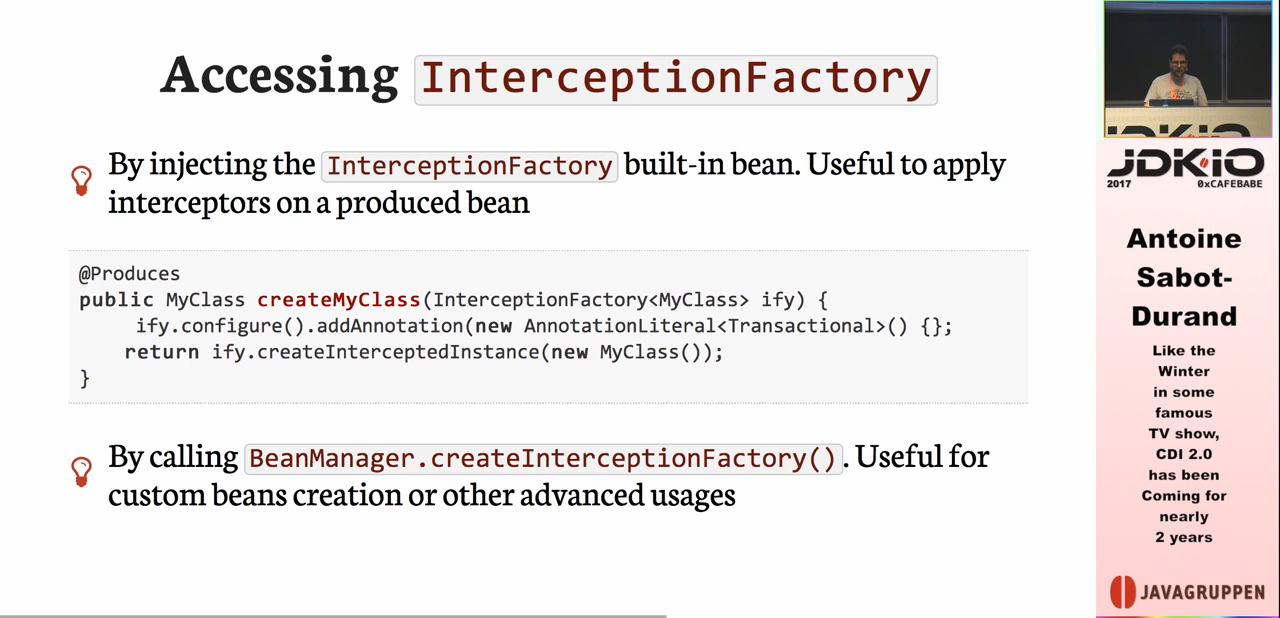 Accessing InterceptionFactory
By injecting the InterceptionFactory built-in bean. Useful to apply
interceptors on a produced bean
@Produces
public MyClass createMyClass(InterceptionFactory<MyClass> ify) {
ify.configure().addAnnotation(new AnnotationLiteral<Transactional>() {};
return ify.createInterceptedInstance(new MyClass());
}
By calling BeanManager.createInterceptionFactory(). Useful for
custom beans creation or other advanced usages
JDKIO
JDKIO
2017 0xCAFEBABE
Antoine
Sabot-
Durand
Like the
Winter
in some
famous
TV show,
CDI 2.0
has been
Coming for
nearly
2 years
JAVAGRUPPEN